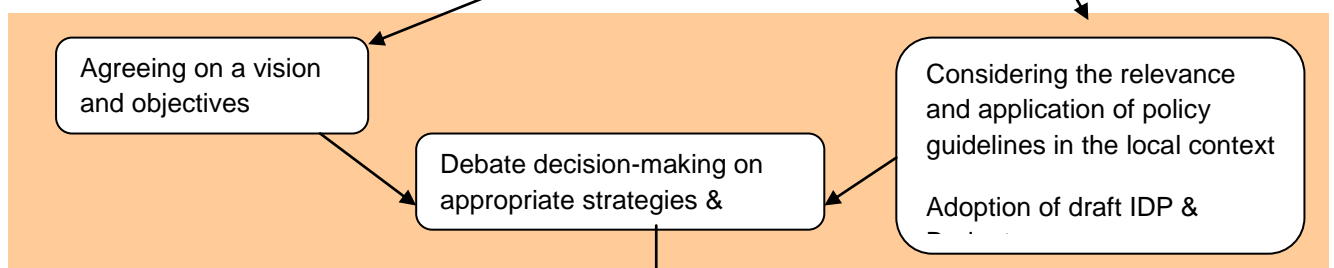 Agreeing on a vision
and objectives
Debate decision-making on
appropriate strategies &
Considering the relevance
and application of policy
guidelines in the local context
Adoption of draft IDP &